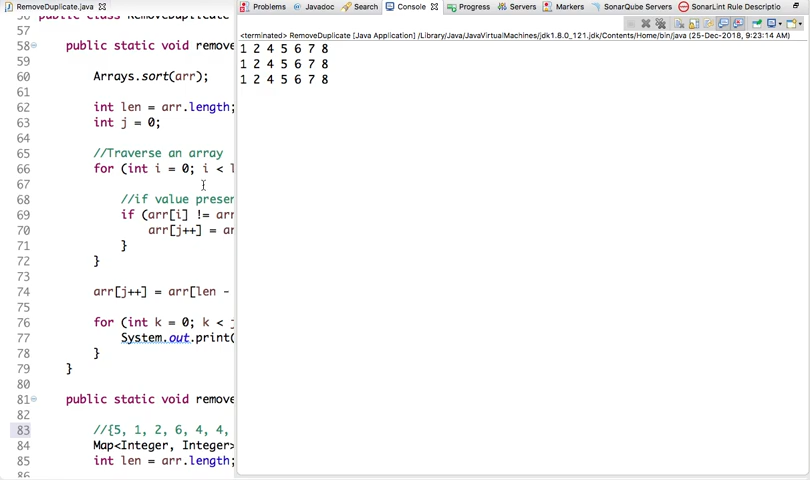 RemoveDuplicate.java
Problems Javadoc Search Console Progress Servers Markers SonarQube Servers SonarLint Rule Descriptio
<terminated> RemoveDuplicate [Java Application] /Library/Java/JavaVirtualMachines/jdk1.8.0_121.jdk/Contents/Home/bin/java (25-Dec-2018, 9:23:14 AM)
56 public class RemoveDuplicate
57
58 public static void remove
59
60 Arrays.sort(arr);
61
62 int len = arr.length;
63 int j = 0;
64
65 //Traverse an array
66 for (int i = 0; i < l
67
68 //if value presen
69 if (arr[i] != arr
70 arr[j++] = ar
71 }
72 }
73
74 arr[j++] = arr[len -
75
76 for (int k = 0; k < j
77 System.out.print(
78 }
79 }
80
81 public static void remove
82
83 //{5, 1, 2, 6, 4, 4,
84 Map<Integer, Integer>
85 int len = arr.length;
86
1 2 4 5 6 7 8
1 2 4 5 6 7 8
1 2 4 5 6 7 8